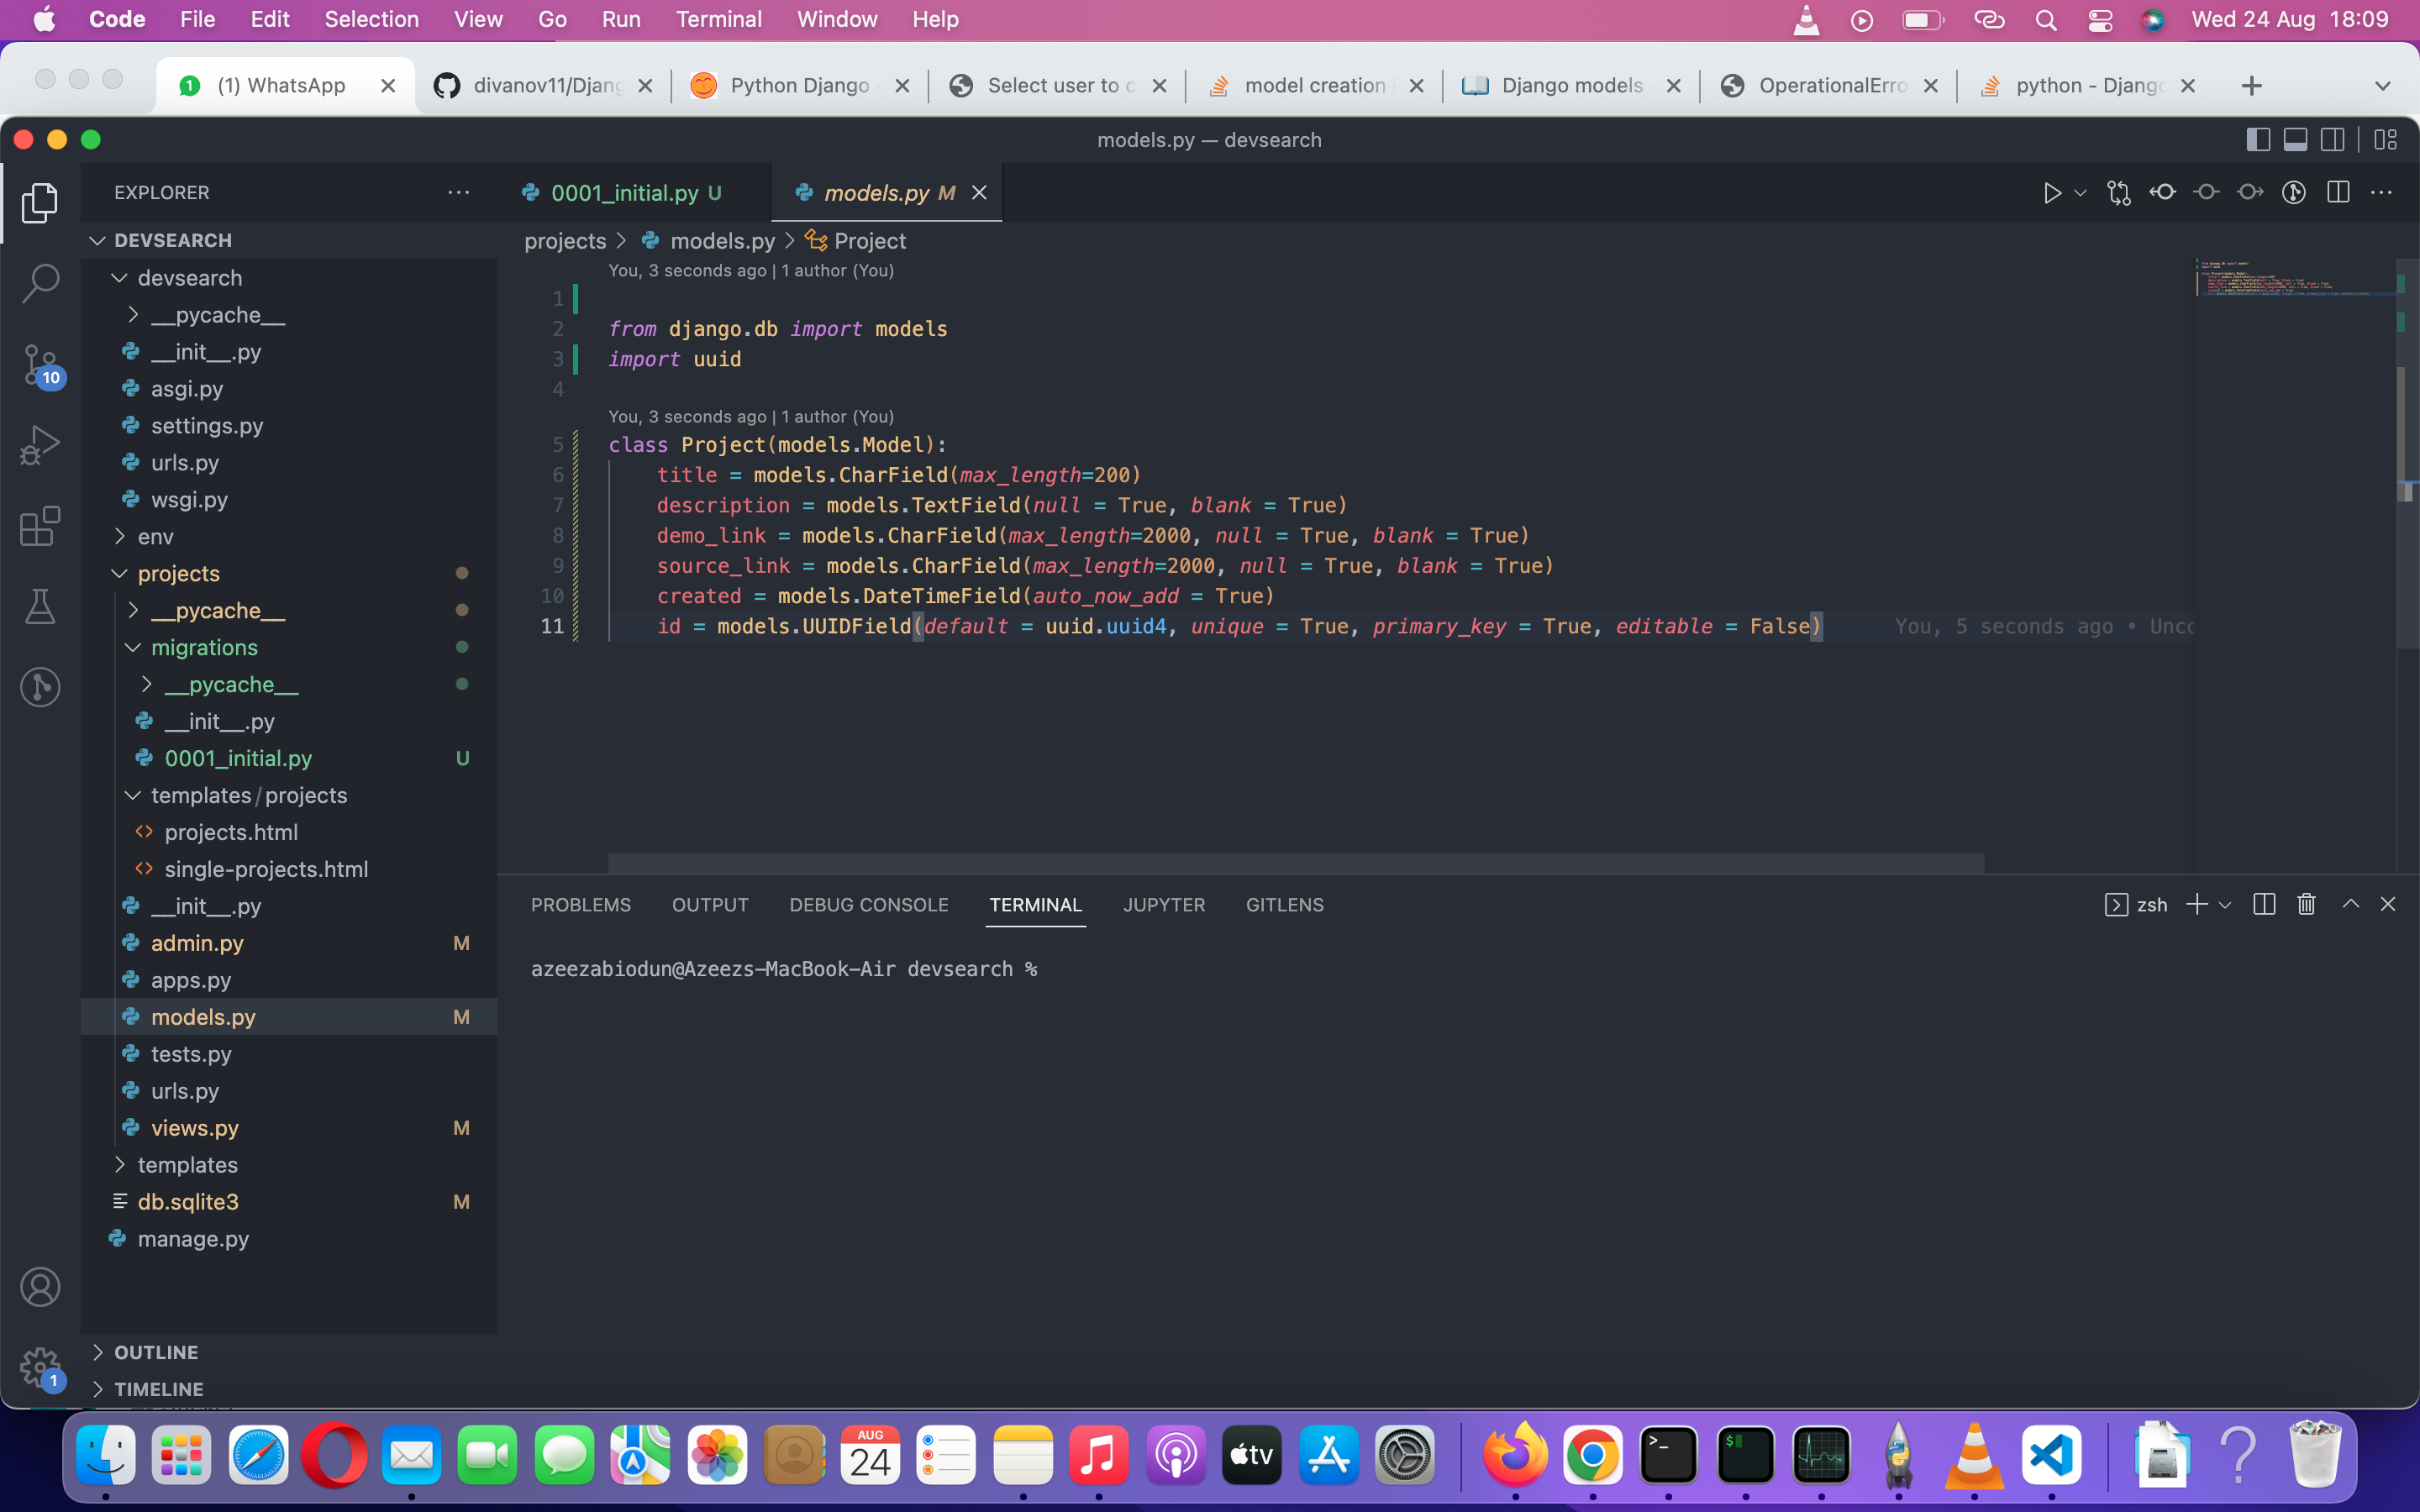 Code File Edit Selection View Go Run Terminal Window Help Wed 24 Aug 18:09
1 (1) WhatsApp divanov11/Djang Python Django - Select user to c model creation Django models OperationalErro python - Django
models.py — devsearch
EXPLORER
0001_initial.py U models.py M
DEVSEARCH
projects > models.py > Project
devsearch
__pycache__
__init__.py
asgi.py
settings.py
urls.py
wsgi.py
env
projects
__pycache__
migrations
__pycache__
__init__.py
0001_initial.py U
templates/projects
projects.html
single-projects.html
__init__.py
admin.py M
apps.py
models.py M
tests.py
urls.py
views.py M
templates
db.sqlite3 M
manage.py
OUTLINE
TIMELINE
10
1
You, 3 seconds ago | 1 author (You)
1
2 from django.db import models
3 import uuid
4
You, 3 seconds ago | 1 author (You)
5 class Project(models.Model):
6 title = models.CharField(max_length=200)
7 description = models.TextField(null = True, blank = True)
8 demo_link = models.CharField(max_length=2000, null = True, blank = True)
9 source_link = models.CharField(max_length=2000, null = True, blank = True)
10 created = models.DateTimeField(auto_now_add = True)
11 id = models.UUIDField(default = uuid.uuid4, unique = True, primary_key = True, editable = False) You, 5 seconds ago • Unco
PROBLEMS OUTPUT DEBUG CONSOLE TERMINAL JUPYTER GITLENS zsh
azeezabiodun@Azeezs-MacBook-Air devsearch %
AUG
24
tv